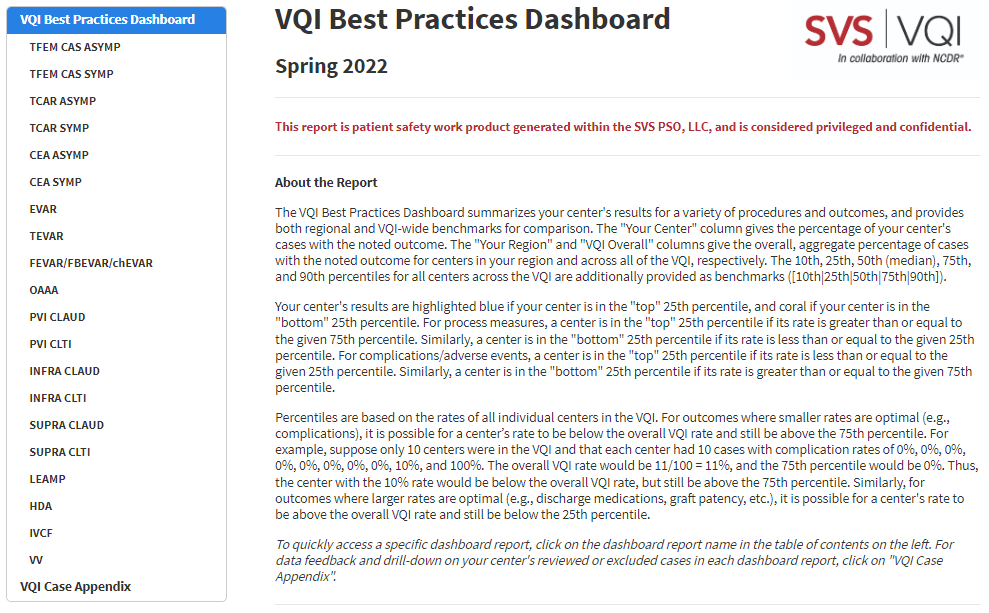 VQI Best Practices Dashboard
TFEM CAS ASYMP
TFEM CAS SYMP
TCAR ASYMP
TCAR SYMP
CEA ASYMP
CEA SYMP
EVAR
TEVAR
FEVAR/FBEVAR/chEVAR
OAAA
PVI CLAUD
PVI CLTI
INFRA CLAUD
INFRA CLTI
SUPRA CLAUD
SUPRA CLTI
LEAMP
HDA
IVCF
VV
VQI Case Appendix
VQI Best Practices Dashboard
SVS | VQI
In collaboration with NCDR®
Spring 2022
This report is patient safety work product generated within the SVS PSO, LLC, and is considered privileged and confidential.
About the Report
The VQI Best Practices Dashboard summarizes your center's results for a variety of procedures and outcomes, and provides
both regional and VQI-wide benchmarks for comparison. The "Your Center" column gives the percentage of your center's
cases with the noted outcome. The "Your Region" and "VQI Overall" columns give the overall, aggregate percentage of cases
with the noted outcome for centers in your region and across all of the VQI, respectively. The 10th, 25th, 50th (median), 75th,
and 90th percentiles for all centers across the VQI are additionally provided as benchmarks ([10th|25th|50th|75th|90th]).
Your center's results are highlighted blue if your center is in the "top" 25th percentile, and coral if your center is in the
"bottom" 25th percentile. For process measures, a center is in the "top" 25th percentile if its rate is greater than or equal to
the given 75th percentile. Similarly, a center is in the "bottom" 25th percentile if its rate is less than or equal to the given 25th
percentile. For complications/adverse events, a center is in the "top" 25th percentile if its rate is less than or equal to the
given 25th percentile. Similarly, a center is in the "bottom" 25th percentile if its rate is greater than or equal to the given 75th
percentile.
Percentiles are based on the rates of all individual centers in the VQI. For outcomes where smaller rates are optimal (e.g.,
complications), it is possible for a center's rate to be below the overall VQI rate and still be above the 75th percentile. For
example, suppose only 10 centers were in the VQI and that each center had 10 cases with complication rates of 0%, 0%, 0%,
0%, 0%, 0%, 0%, 0%, 10%, and 100%. The overall VQI rate would be 11/100 = 11%, and the 75th percentile would be 0%. Thus,
the center with the 10% rate would be below the overall VQI rate, but still be above the 75th percentile. Similarly, for
outcomes where larger rates are optimal (e.g., discharge medications, graft patency, etc.), it is possible for a center's rate to
be above the overall VQI rate and still be below the 25th percentile.
To quickly access a specific dashboard report, click on the dashboard report name in the table of contents on the left. For
data feedback and drill-down on your center's reviewed or excluded cases in each dashboard report, click on "VQI Case
Appendix".